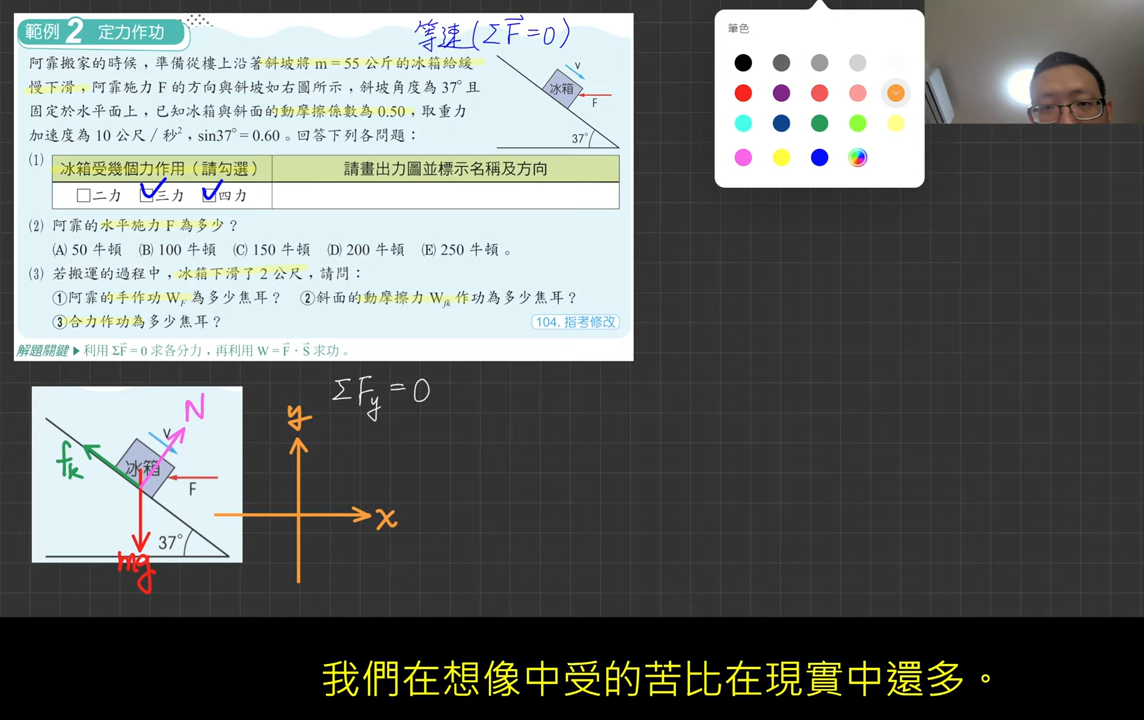 範例 2 定力作功
等速(ΣF⃗=0)
阿霏搬家的時候，準備從樓上沿著斜坡將 m = 55 公斤的冰箱給緩
慢下滑，阿霏施力 F 的方向與斜坡如右圖所示，斜坡角度為 37° 且
固定於水平面上，已知冰箱與斜面的動摩擦係數為 0.50，取重力
加速度為 10 公尺／秒²，sin37° = 0.60。回答下列各問題：
v
冰箱
F
37°
(1)
冰箱受幾個力作用（請勾選） 請畫出力圖並標示名稱及方向
□二力 ☑三力 ☑四力
(2) 阿霏的水平施力 F 為多少？
(A) 50 牛頓 (B) 100 牛頓 (C) 150 牛頓 (D) 200 牛頓 (E) 250 牛頓。
(3) 若搬運的過程中，冰箱下滑了 2 公尺，請問：
①阿霏的手作功 W_F 為多少焦耳？ ②斜面的動摩擦力 W_fk 作功為多少焦耳？
③合力作功為多少焦耳？
104. 指考修改
解題關鍵▶利用 ΣF⃗ = 0 求各分力，再利用 W = F⃗ · S⃗ 求功。
筆色
ΣFy=0
N
v
fk
冰箱
F
37°
mg
y
x
我們在想像中受的苦比在現實中還多。